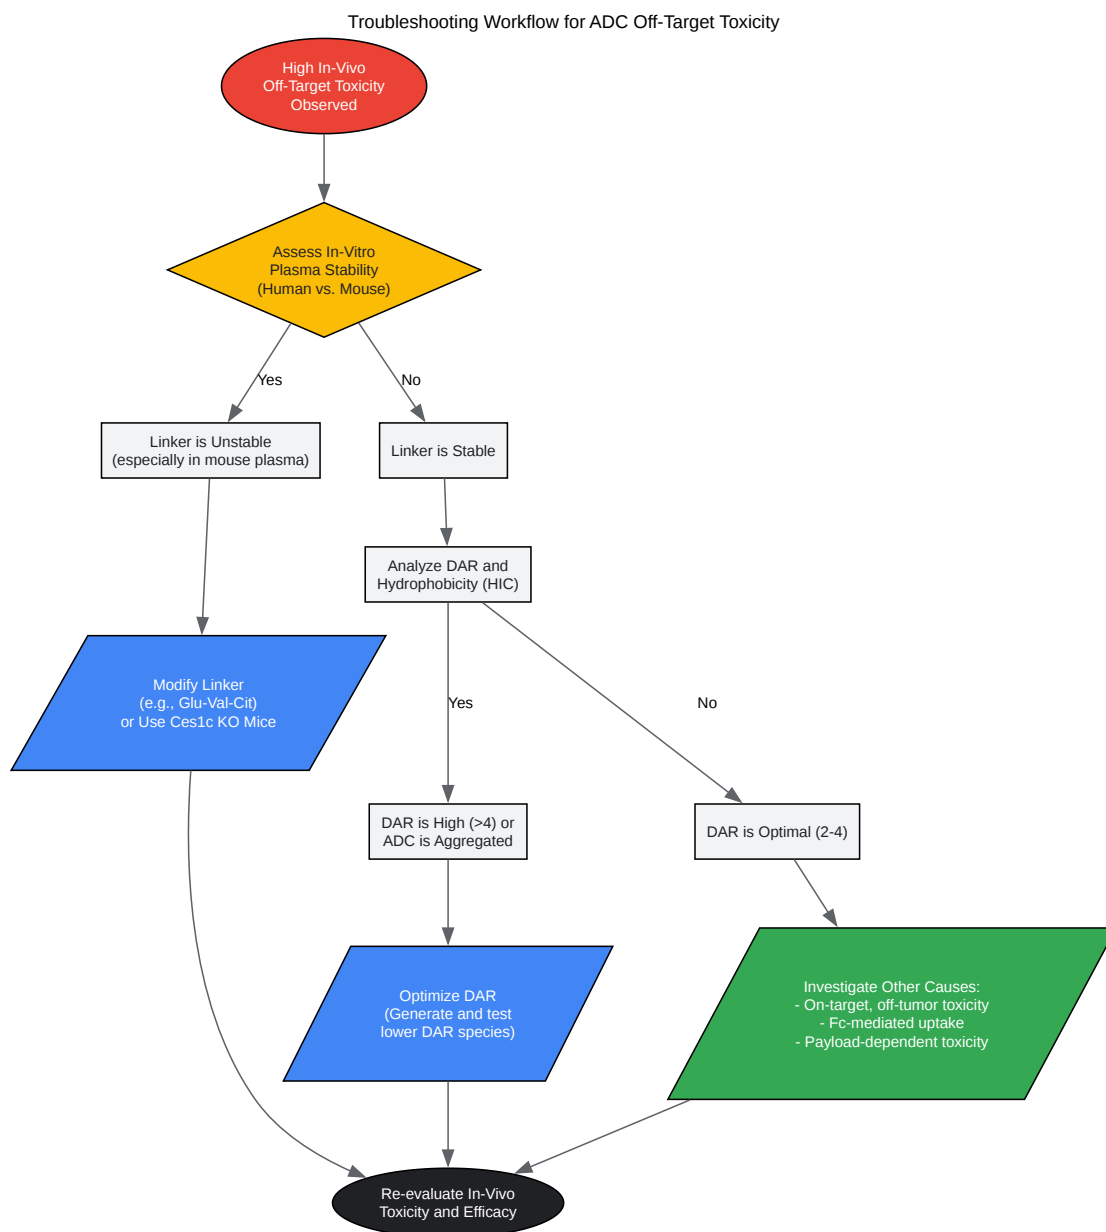 Troubleshooting Workflow for ADC Off-Target Toxicity
High In-Vivo
Off-Target Toxicity
Observed
Assess In-Vitro
Plasma Stability
(Human vs. Mouse)
Yes
No
Linker is Unstable
(especially in mouse plasma)
Linker is Stable
Analyze DAR and
Hydrophobicity (HIC)
Modify Linker
(e.g., Glu-Val-Cit)
or Use Ces1c KO Mice
Yes
No
DAR is High (>4) or
ADC is Aggregated
DAR is Optimal (2-4)
Optimize DAR
(Generate and test
lower DAR species)
Investigate Other Causes:
- On-target, off-tumor toxicity
- Fc-mediated uptake
- Payload-dependent toxicity
Re-evaluate In-Vivo
Toxicity and Efficacy